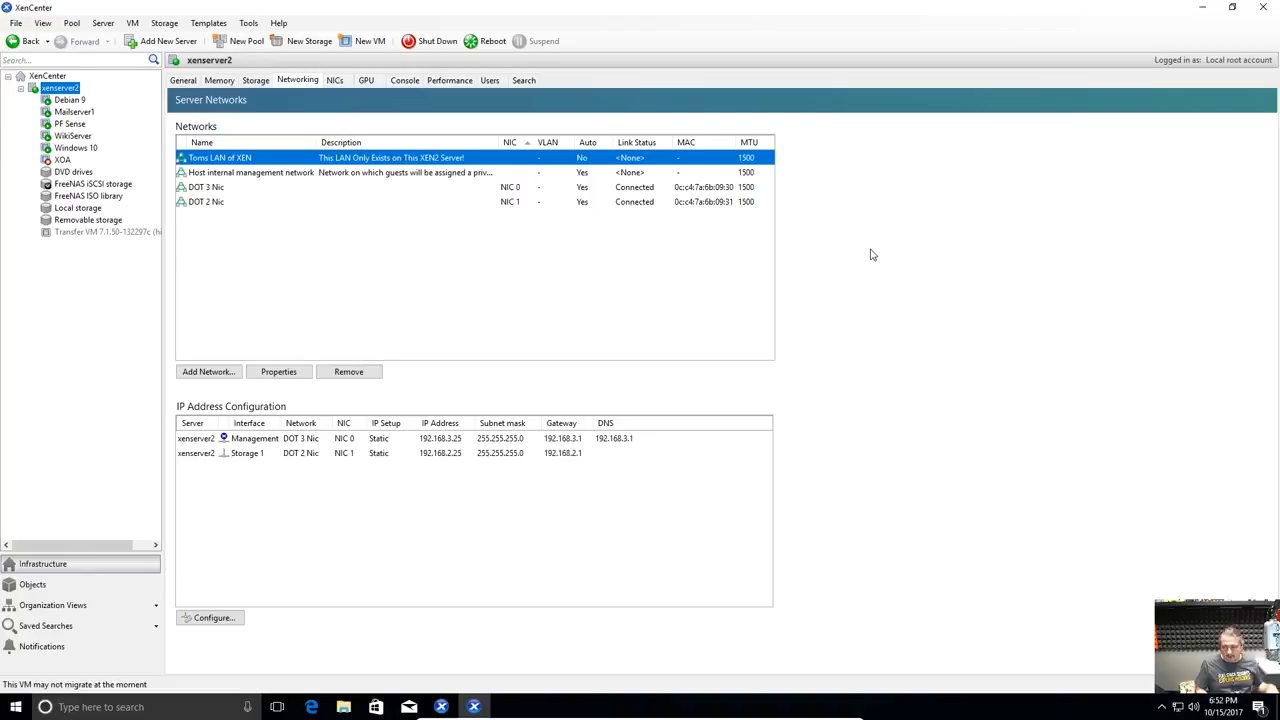 XenCenter
File View Pool Server VM Storage Templates Tools Help
Back Forward Add New Server New Pool New Storage New VM Shut Down Reboot Suspend
Search...
xenserver2
Logged in as: Local root account
XenCenter
xenserver2
Debian 9
Mailserver1
PF Sense
WikiServer
Windows 10
XOA
DVD drives
FreeNAS iSCSI storage
FreeNAS ISO library
Local storage
Removable storage
Transfer VM 7.1.50-132297c (hi
Infrastructure
Objects
Organization Views
Saved Searches
Notifications
General Memory Storage Networking NICs GPU Console Performance Users Search
Server Networks
Networks
Name Description NIC VLAN Auto Link Status MAC MTU
Toms LAN of XEN This LAN Only Exists on This XEN2 Server! - No <None> - 1500
Host internal management network Network on which guests will be assigned a priv... - Yes <None> - 1500
DOT 3 Nic NIC 0 - Yes Connected 0c:c4:7a:6b:09:30 1500
DOT 2 Nic NIC 1 - Yes Connected 0c:c4:7a:6b:09:31 1500
Add Network... Properties Remove
IP Address Configuration
Server Interface Network NIC IP Setup IP Address Subnet mask Gateway DNS
xenserver2 Management DOT 3 Nic NIC 0 Static 192.168.3.25 255.255.255.0 192.168.3.1 192.168.3.1
xenserver2 Storage 1 DOT 2 Nic NIC 1 Static 192.168.2.25 255.255.255.0 192.168.2.1
Configure...
This VM may not migrate at the moment
Type here to search
6:52 PM
10/15/2017